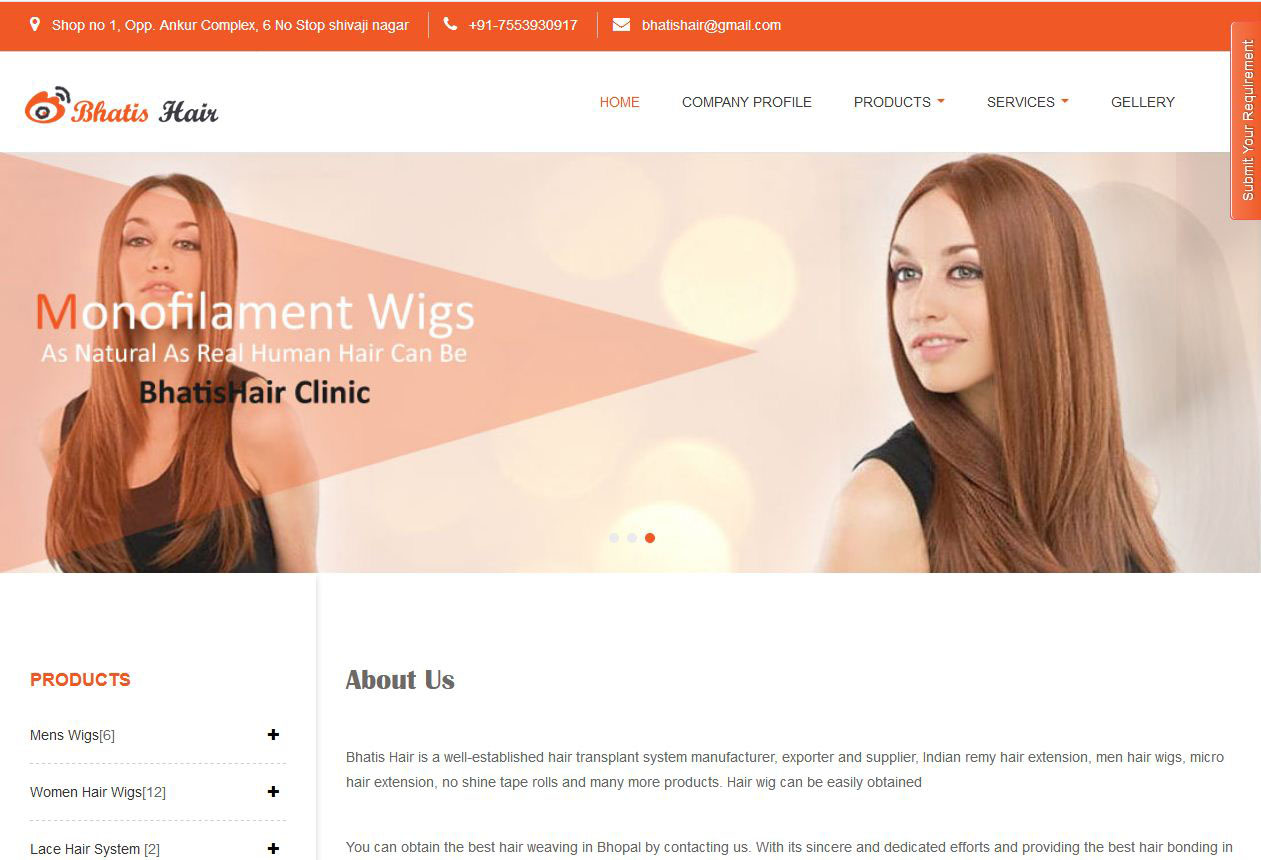 Shop no 1, Opp. Ankur Complex, 6 No Stop shivaji nagar
+91-7553930917
bhatishair@gmail.com
Submit Your Requirement
Bhatis Hair
HOME
COMPANY PROFILE
PRODUCTS
SERVICES
GELLERY
Monofilament Wigs
As Natural As Real Human Hair Can Be
BhatisHair Clinic
PRODUCTS
Mens Wigs[6]
Women Hair Wigs[12]
Lace Hair System [2]
About Us
Bhatis Hair is a well-established hair transplant system manufacturer, exporter and supplier, Indian remy hair extension, men hair wigs, micro
hair extension, no shine tape rolls and many more products. Hair wig can be easily obtained
You can obtain the best hair weaving in Bhopal by contacting us. With its sincere and dedicated efforts and providing the best hair bonding in